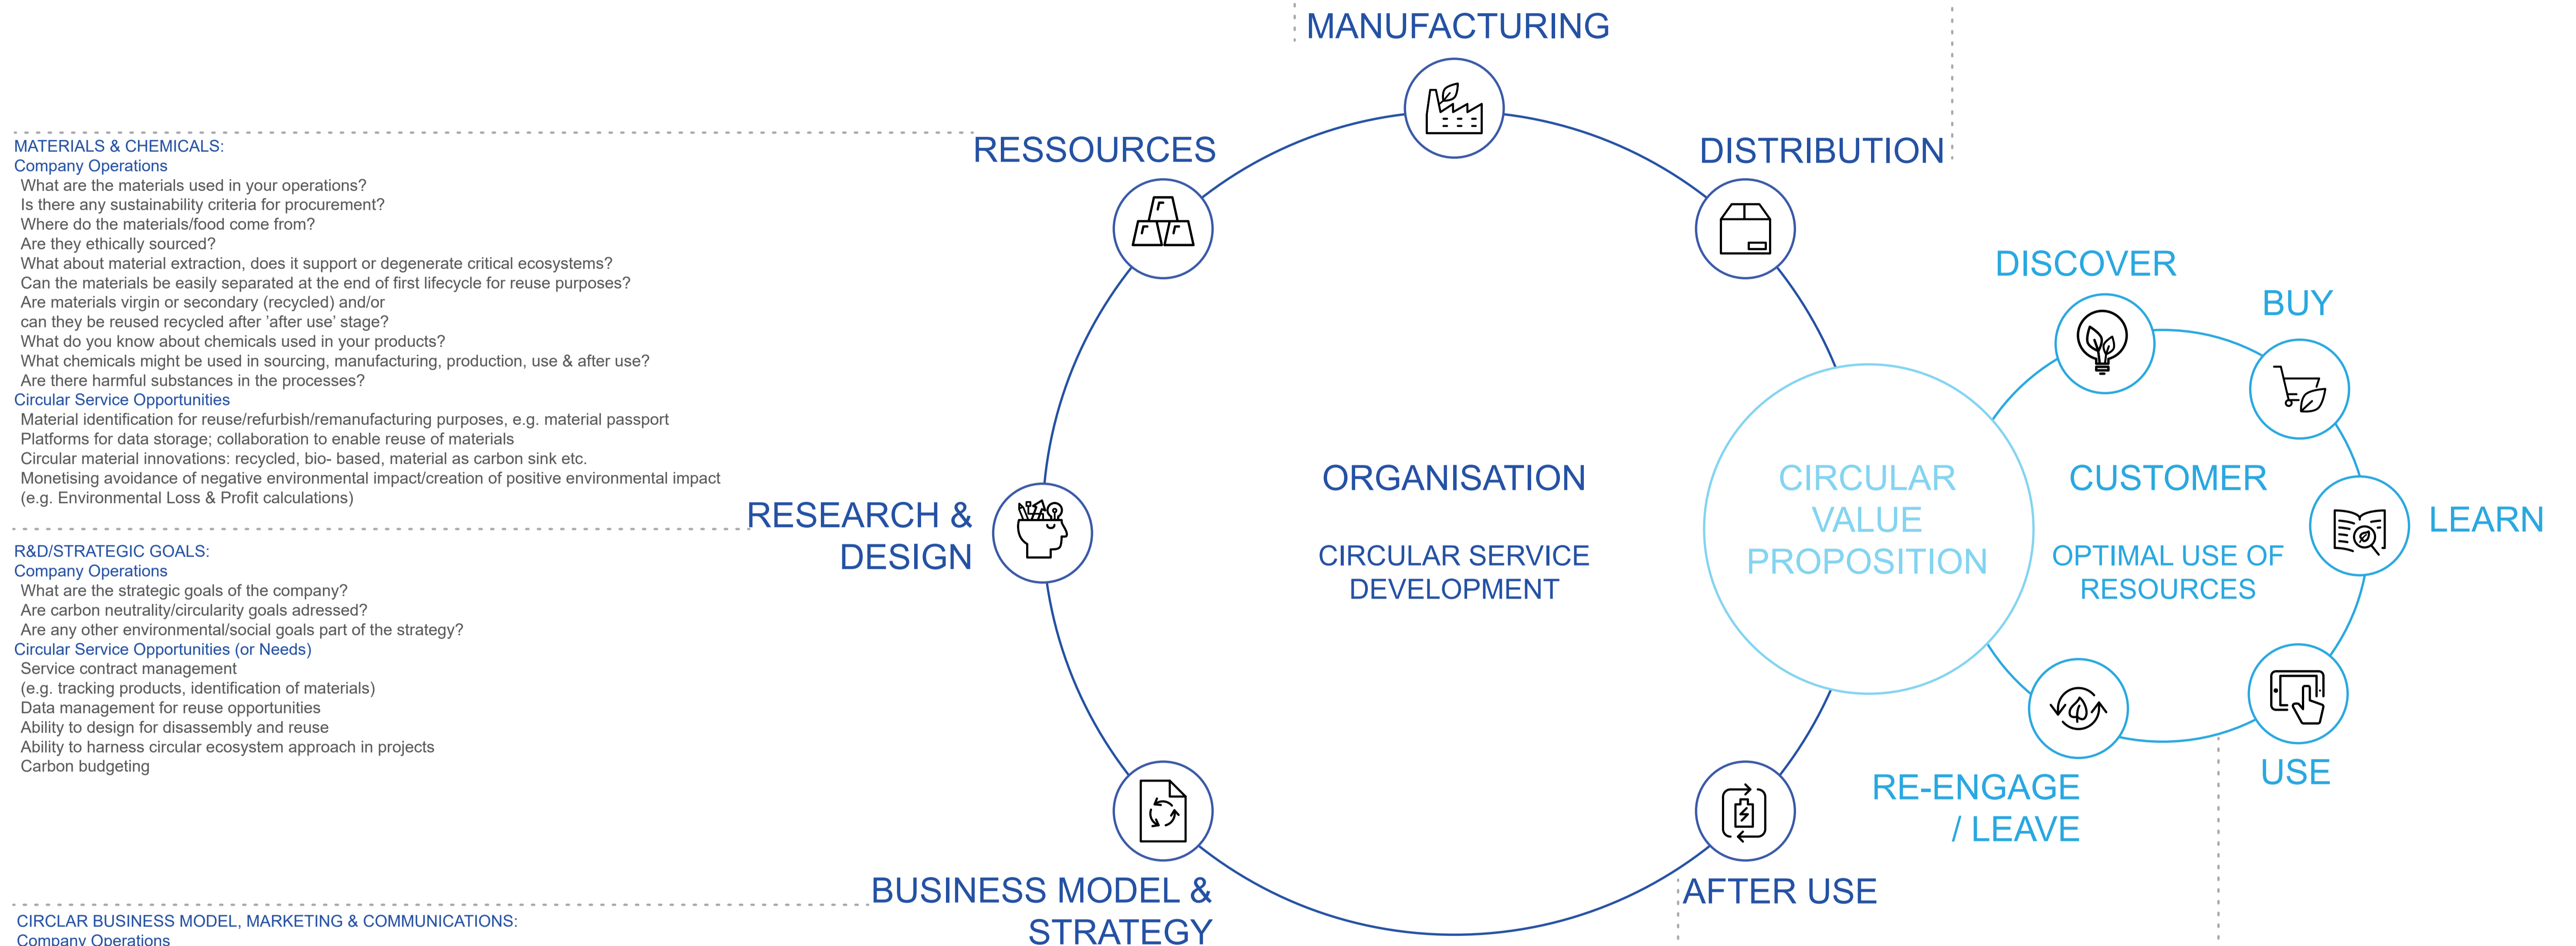 MANUFACTURING
RESSOURCES
DISTRIBUTION
MATERIALS & CHEMICALS:
Company Operations
What are the materials used in your operations?
Is there any sustainability criteria for procurement?
Where do the materials/food come from?
Are they ethically sourced?
What about material extraction, does it support or degenerate critical ecosystems?
Can the materials be easily separated at the end of first lifecycle for reuse purposes?
Are materials virgin or secondary (recycled) and/or
can they be reused recycled after 'after use' stage?
What do you know about chemicals used in your products?
What chemicals might be used in sourcing, manufacturing, production, use & after use?
Are there harmful substances in the processes?
Circular Service Opportunities
Material identification for reuse/refurbish/remanufacturing purposes, e.g. material passport
Platforms for data storage; collaboration to enable reuse of materials
Circular material innovations: recycled, bio- based, material as carbon sink etc.
Monetising avoidance of negative environmental impact/creation of positive environmental impact
(e.g. Environmental Loss & Profit calculations)
RESEARCH &
DESIGN
R&D/STRATEGIC GOALS:
Company Operations
What are the strategic goals of the company?
Are carbon neutrality/circularity goals adressed?
Are any other environmental/social goals part of the strategy?
Circular Service Opportunities (or Needs)
Service contract management
(e.g. tracking products, identification of materials)
Data management for reuse opportunities
Ability to design for disassembly and reuse
Ability to harness circular ecosystem approach in projects
Carbon budgeting
ORGANISATION
CIRCULAR SERVICE
DEVELOPMENT
CIRCULAR
VALUE
PROPOSITION
CUSTOMER
OPTIMAL USE OF
RESOURCES
DISCOVER
BUY
LEARN
USE
RE-ENGAGE
/ LEAVE
AFTER USE
BUSINESS MODEL &
STRATEGY
CIRCLAR BUSINESS MODEL, MARKETING & COMMUNICATIONS:
Company Operations